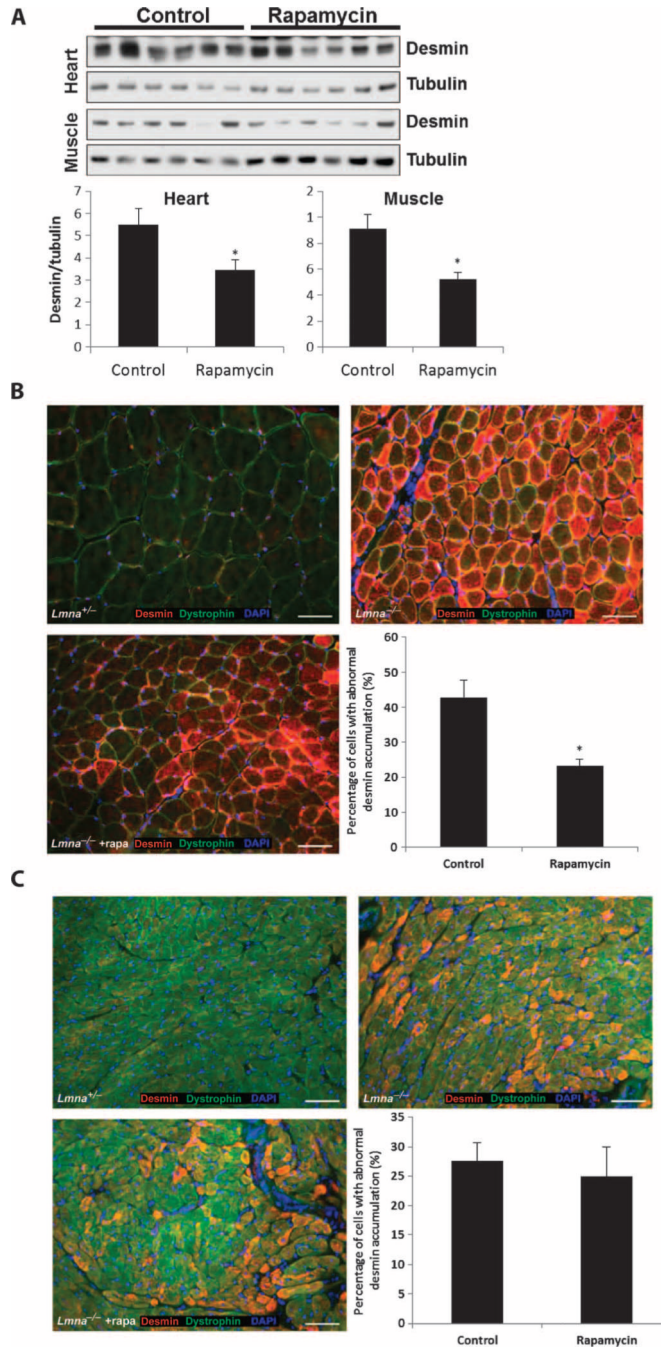 A
Control Rapamycin
Heart
Desmin
Tubulin
Muscle
Desmin
Tubulin
Heart
Desmin/tubulin
7
6
5
4
3
2
1
0
*
Control Rapamycin
Muscle
2
1
8
6
4
2
0
*
Control Rapamycin
B
Lmna+/– Desmin Dystrophin DAPI
Lmna–/– Desmin Dystrophin DAPI
Lmna–/– +rapa Desmin Dystrophin DAPI
Percentage of cells with abnormal
desmin accumulation (%)
60
50
40
30
20
10
0
*
Control Rapamycin
C
Lmna+/– Desmin Dystrophin DAPI
Lmna–/– Desmin Dystrophin DAPI
Lmna–/– +rapa Desmin Dystrophin DAPI
Percentage of cells with abnormal
desmin accumulation (%)
35
30
25
20
15
10
5
0
Control Rapamycin